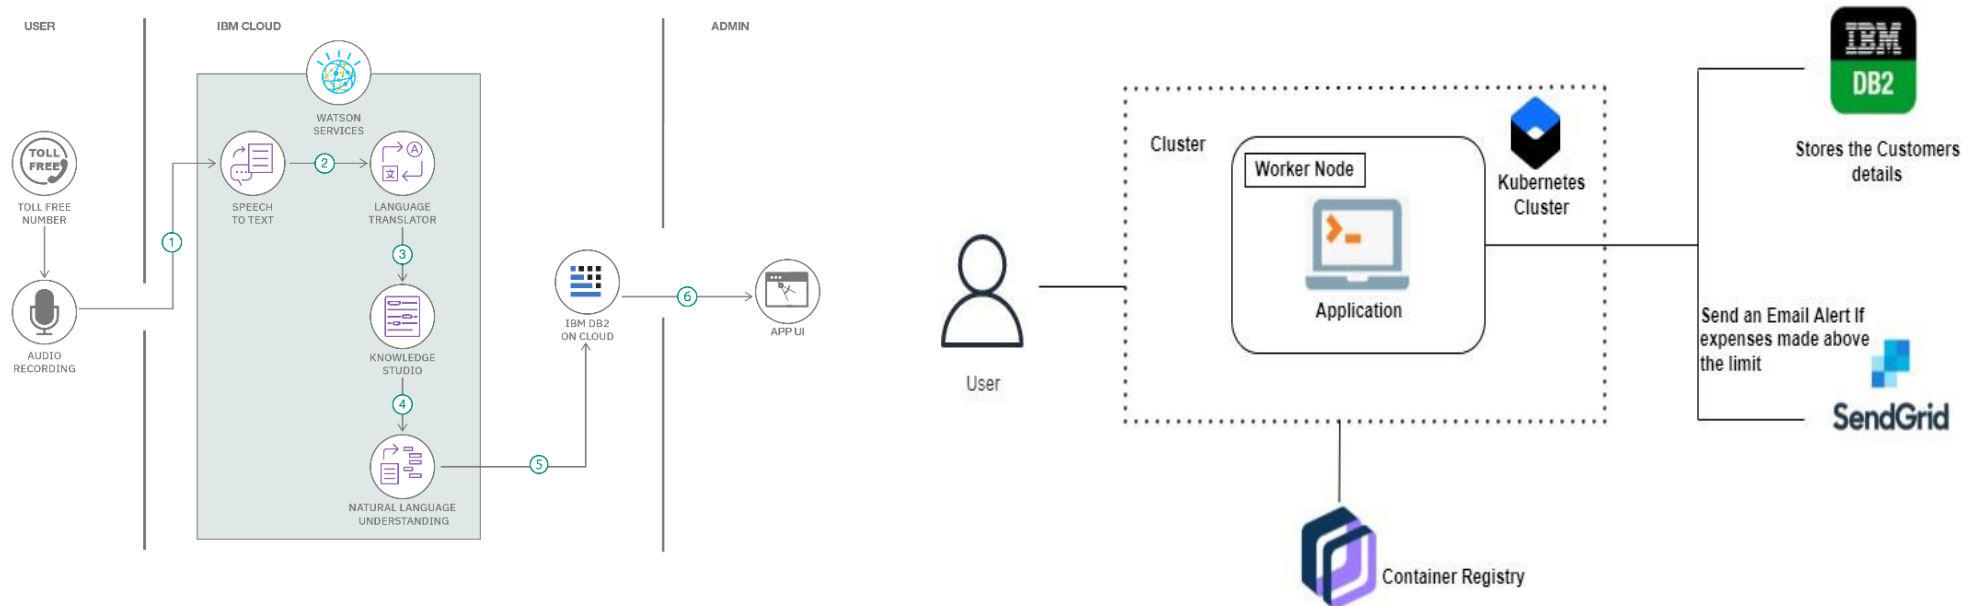 USER
IBM CLOUD
ADMIN
WATSON
SERVICES
TOLL
FREE
TOLL FREE
NUMBER
AUDIO
RECORDING
1
SPEECH
TO TEXT
2
A
文
LANGUAGE
TRANSLATOR
3
KNOWLEDGE
STUDIO
4
NATURAL LANGUAGE
UNDERSTANDING
5
IBM DB2
ON CLOUD
6
APP UI
User
Cluster
Worker Node
Application
Kubernetes
Cluster
Container Registry
IBM
DB2
Stores the Customers
details
Send an Email Alert If
expenses made above
the limit
SendGrid